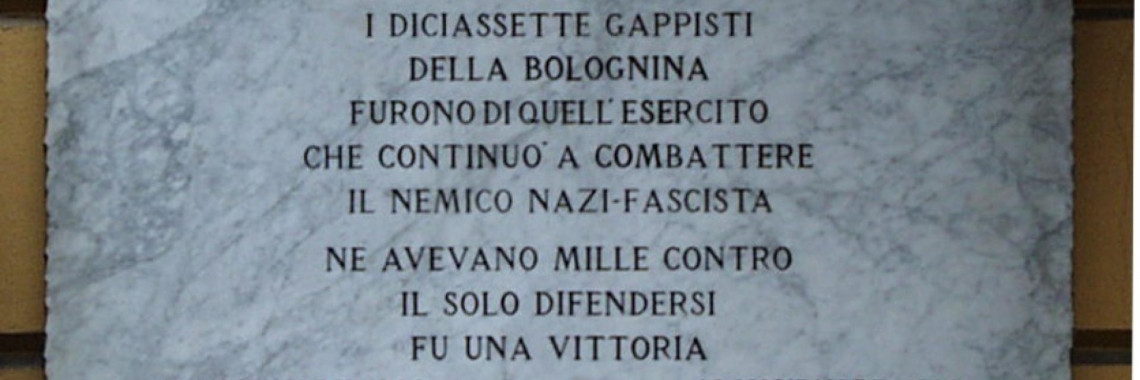 I DICIASSETTE GAPPISTI
DELLA BOLOGNINA
FURONO DI QUELL' ESERCITO
CHE CONTINUO' A COMBATTERE
IL NEMICO NAZI-FASCISTA
NE AVEVANO MILLE CONTRO
IL SOLO DIFENDERSI
FU UNA VITTORIA